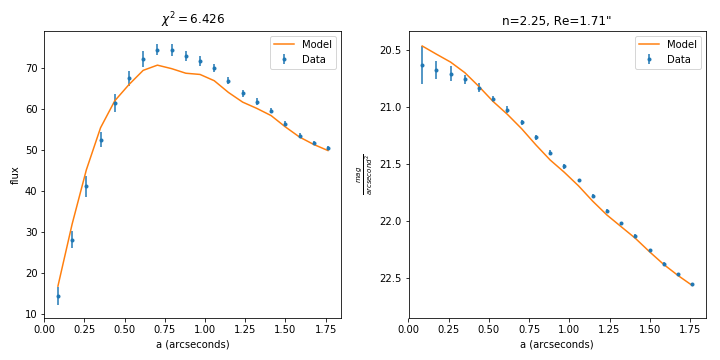 χ² = 6.426
70
60
50
40
30
20
10
flux
0.00 0.25 0.50 0.75 1.00 1.25 1.50 1.75
a (arcseconds)
Model
Data
n=2.25, Re=1.71"
20.5
21.0
21.5
22.0
22.5
mag
arcsecond²
0.00 0.25 0.50 0.75 1.00 1.25 1.50 1.75
a (arcseconds)
Model
Data